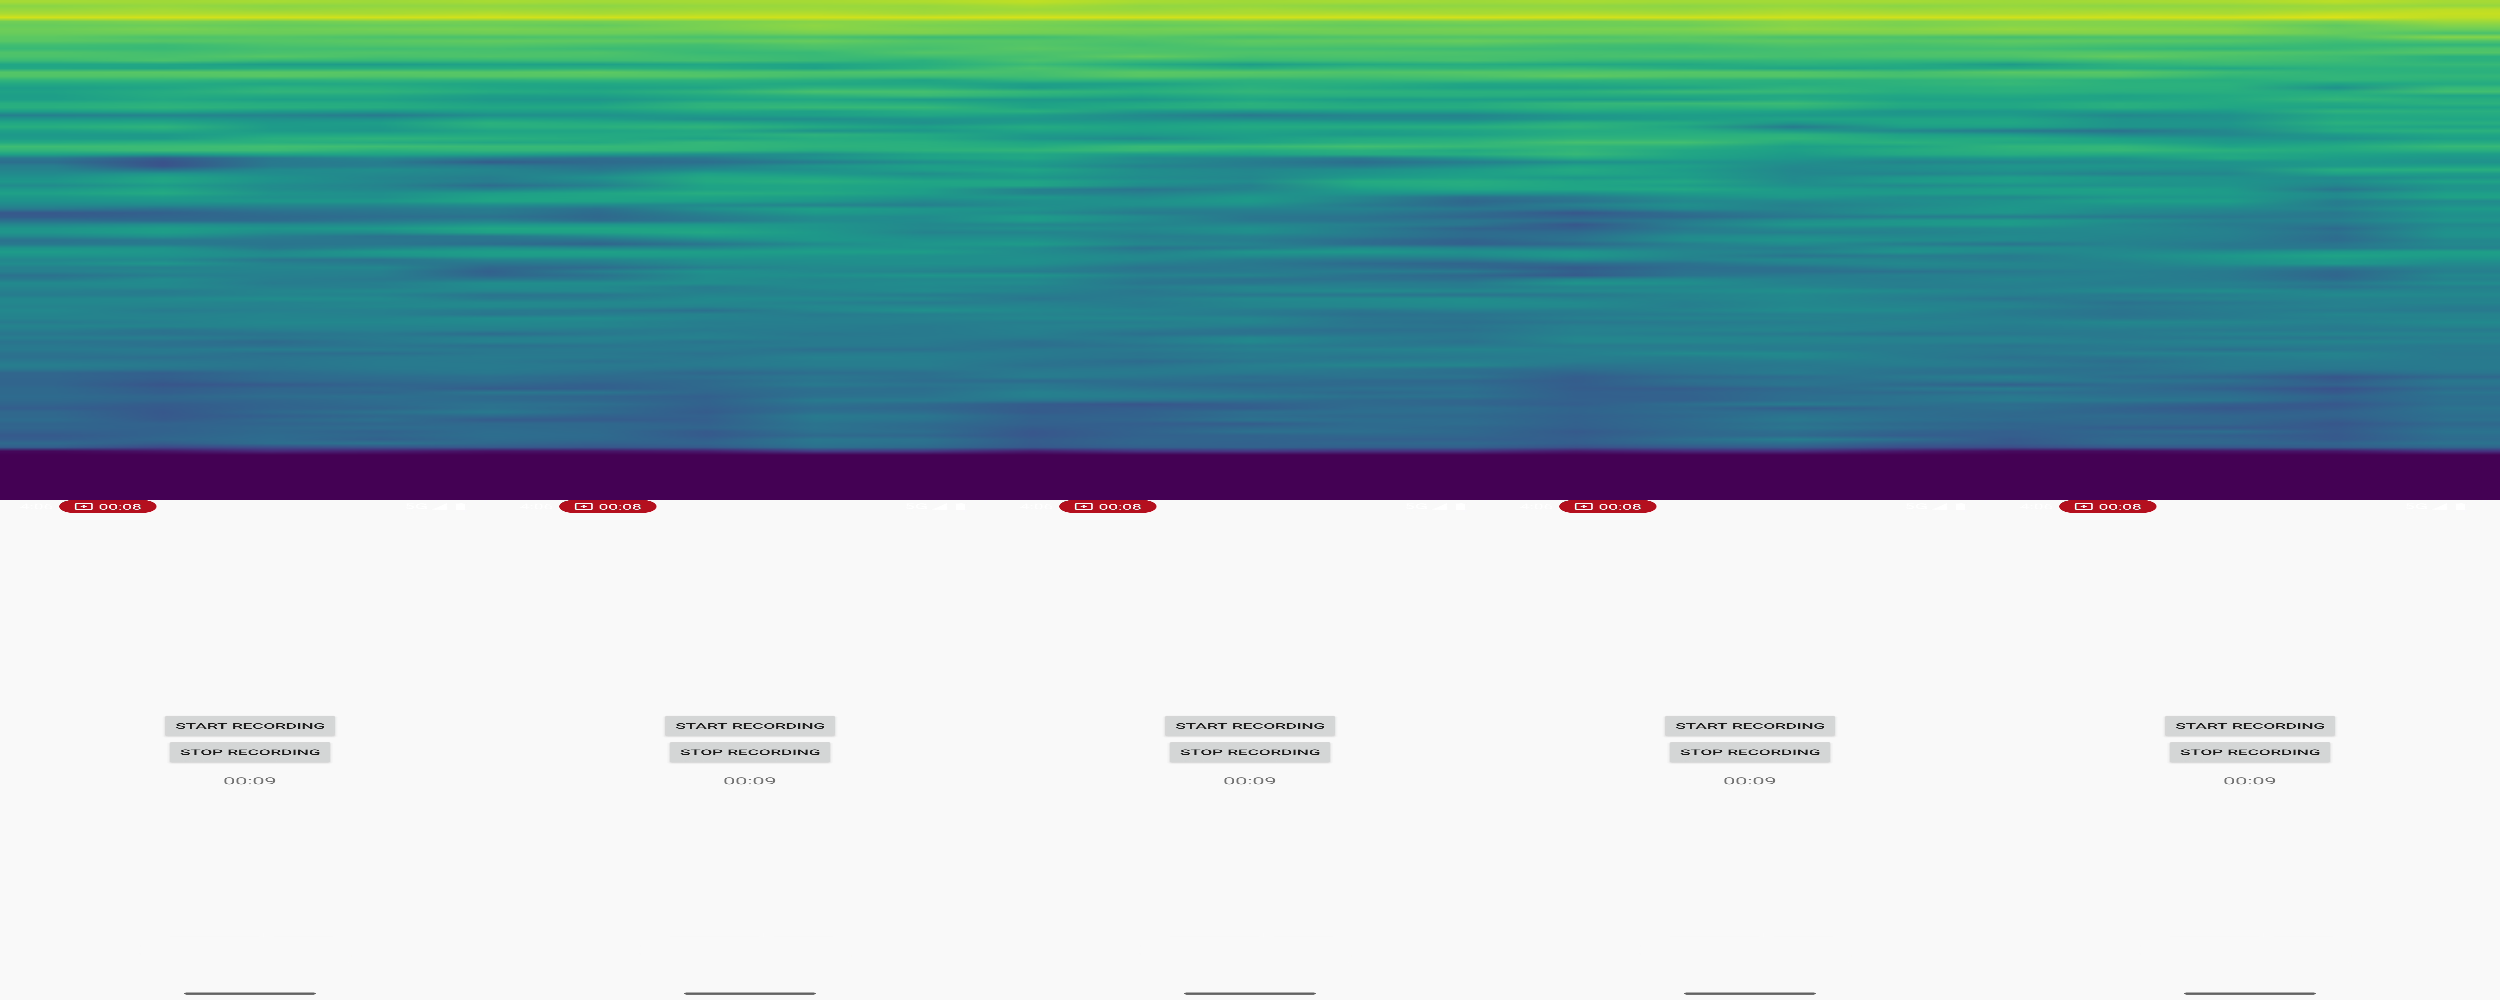 00:08 00:08 00:08 00:08 00:08
START RECORDING START RECORDING START RECORDING START RECORDING START RECORDING
STOP RECORDING STOP RECORDING STOP RECORDING STOP RECORDING STOP RECORDING
00:09 00:09 00:09 00:09 00:09